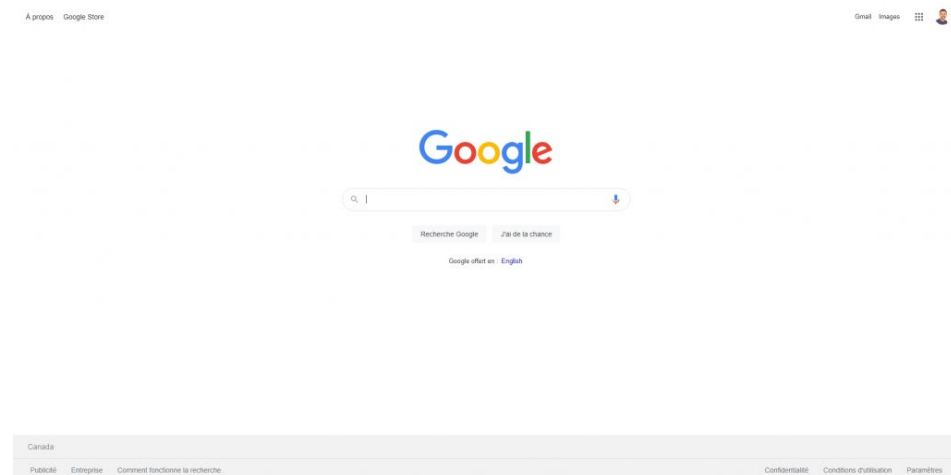 À propos Google Store Gmail Images
Google
Recherche Google J'ai de la chance
Google offert en : English
Canada
Publicité Entreprise Comment fonctionne la recherche Confidentialité Conditions d'utilisation Paramètres